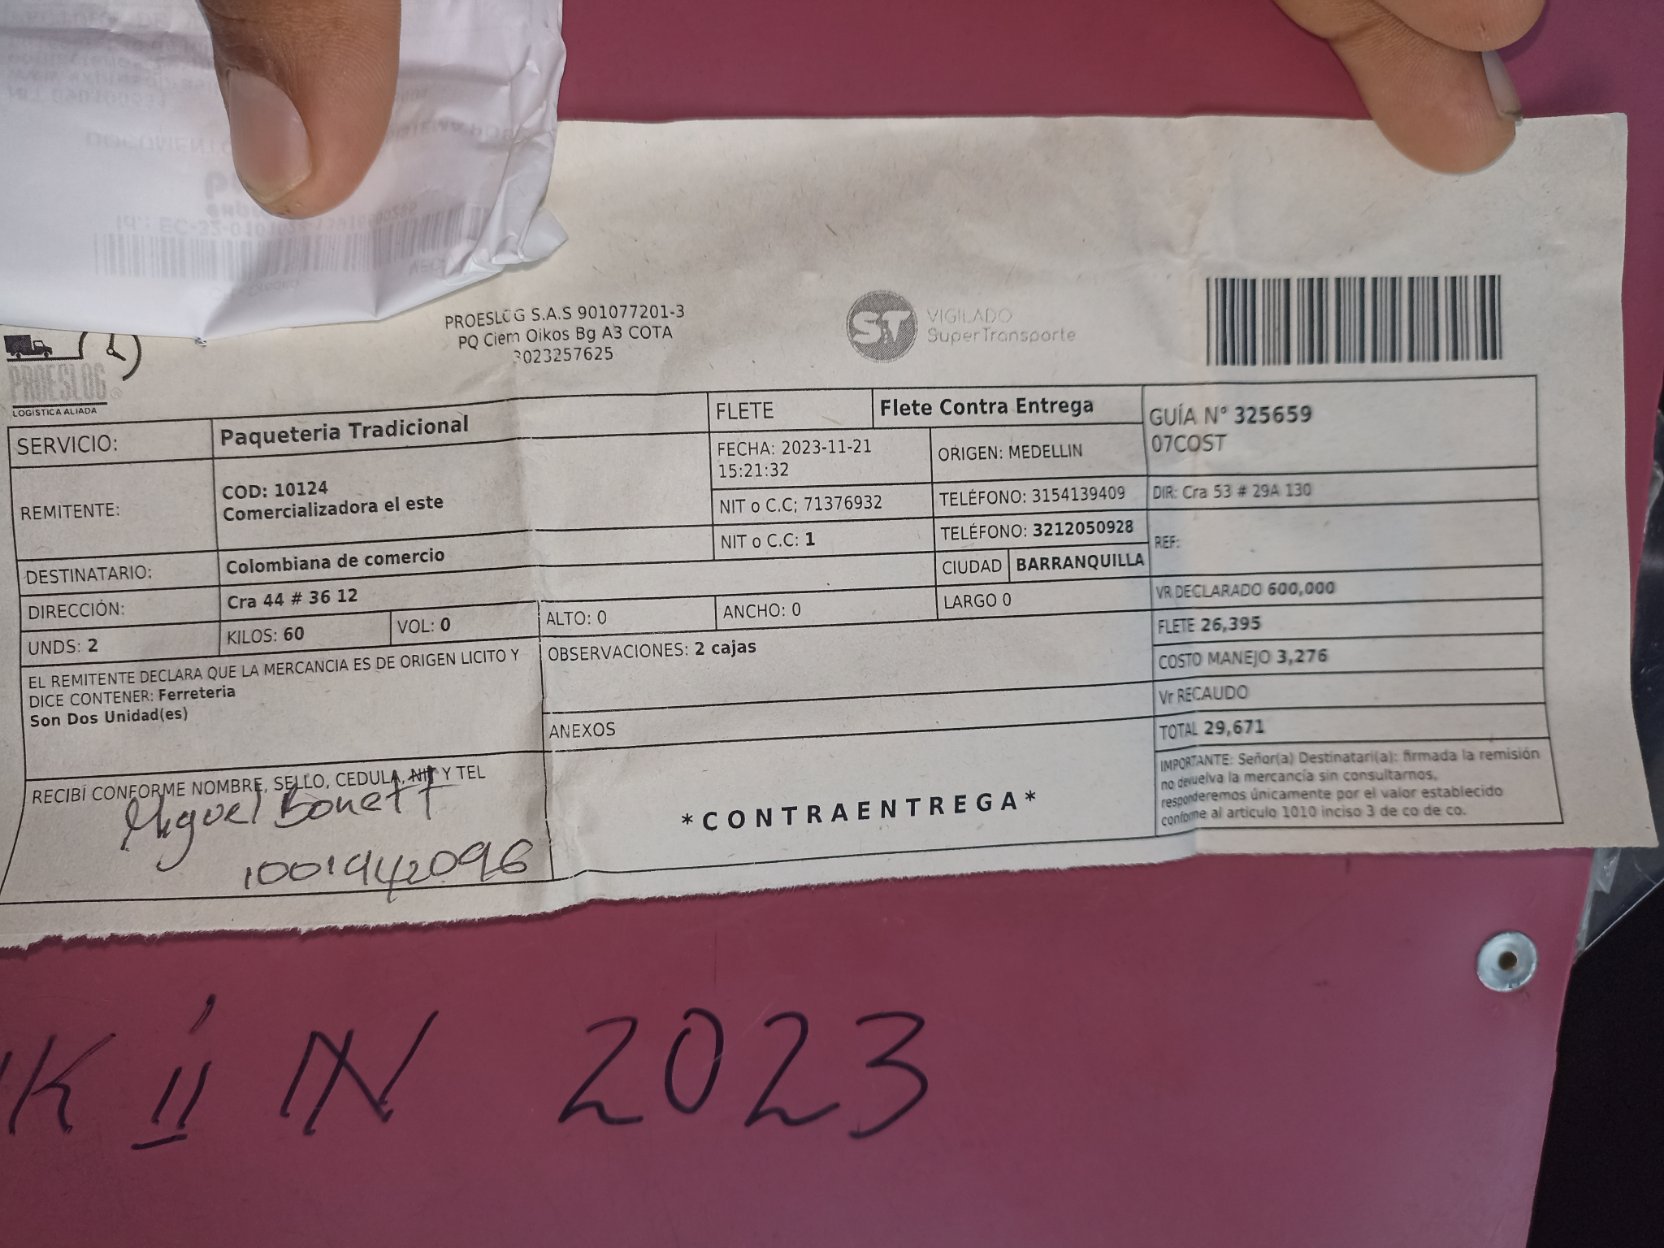 PROESLOG S.A.S 901077201-3
PQ Ciem Oikos Bg A3 COTA
3023257625
VIGILADO
SuperTransporte
ST
PROESLOG
LOGISTICA ALIADA
SERVICIO: Paqueteria Tradicional
FLETE Flete Contra Entrega
GUÍA N° 325659
07COST
REMITENTE: COD: 10124
Comercializadora el este
FECHA: 2023-11-21
15:21:32
ORIGEN: MEDELLIN
NIT o C.C; 71376932
TELÉFONO: 3154139409
DIR: Cra 53 # 29A 130
DESTINATARIO: Colombiana de comercio
NIT o C.C: 1
TELÉFONO: 3212050928
REF:
DIRECCIÓN: Cra 44 # 36 12
CIUDAD BARRANQUILLA
UNDS: 2
KILOS: 60
VOL: 0
ALTO: 0
ANCHO: 0
LARGO 0
VR DECLARADO 600,000
FLETE 26,395
COSTO MANEJO 3,276
Vr RECAUDO
TOTAL 29,671
EL REMITENTE DECLARA QUE LA MERCANCIA ES DE ORIGEN LICITO Y
DICE CONTENER: Ferreteria
Son Dos Unidad(es)
OBSERVACIONES: 2 cajas
ANEXOS
RECIBÍ CONFORME NOMBRE, SELLO, CEDULA, NIT Y TEL
Miguel Bonett
1001942096
*CONTRAENTREGA*
IMPORTANTE: Señor(a) Destinatari(a): firmada la remisión
no devuelva la mercancía sin consultarnos,
responderemos únicamente por el valor establecido
conforme al articulo 1010 inciso 3 de co de co.
2023